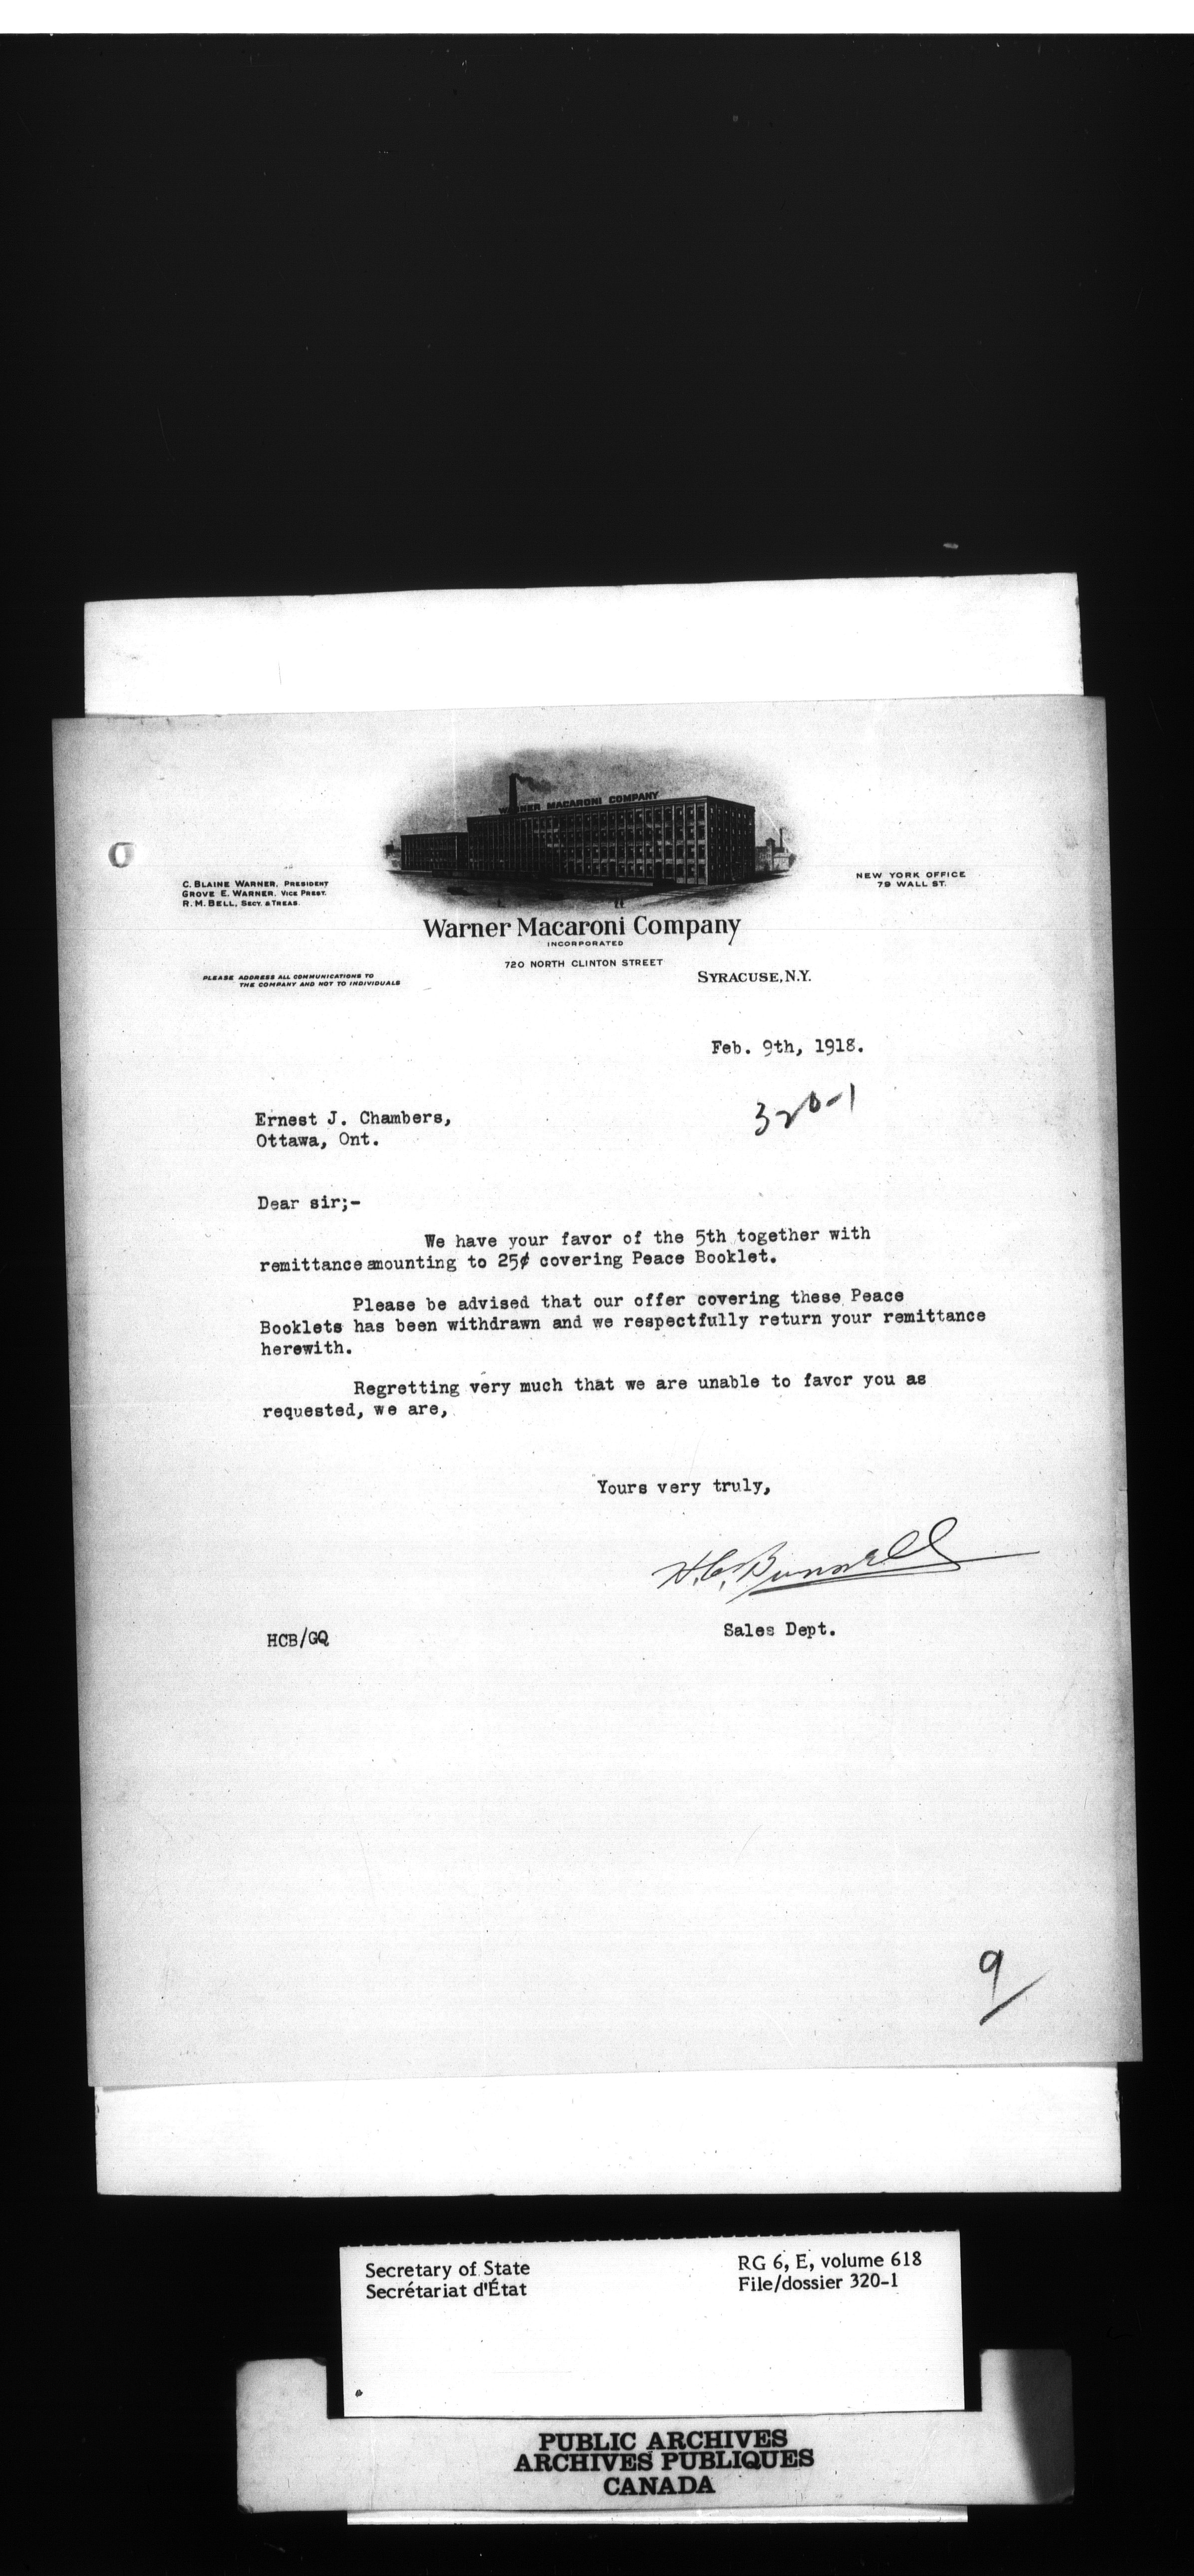 WARNER MACARONI COMPANY
C. BLAINE WARNER, PRESIDENT
GROVE E. WARNER, VICE PREST.
R. M. BELL, SECY. & TREAS.
NEW YORK OFFICE
79 WALL ST.
Warner Macaroni Company
INCORPORATED
720 NORTH CLINTON STREET
PLEASE ADDRESS ALL COMMUNICATIONS TO
THE COMPANY AND NOT TO INDIVIDUALS
SYRACUSE, N.Y.
Feb. 9th, 1918.
320-1
Ernest J. Chambers,
Ottawa, Ont.
Dear sir;-
We have your favor of the 5th together with
remittance amounting to 25¢ covering Peace Booklet.
Please be advised that our offer covering these Peace
Booklets has been withdrawn and we respectfully return your remittance
herewith.
Regretting very much that we are unable to favor you as
requested, we are,
Yours very truly,
H. C. Bunnell
Sales Dept.
HCB/GQ
9
Secretary of State
Secrétariat d'État
RG 6, E, volume 618
File/dossier 320-1
PUBLIC ARCHIVES
ARCHIVES PUBLIQUES
CANADA